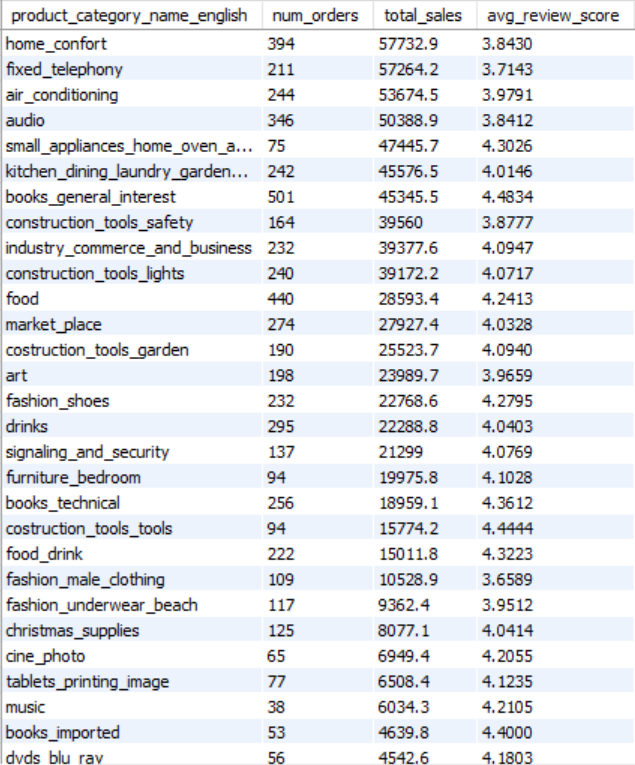 product_category_name_english num_orders total_sales avg_review_score
home_confort 394 57732.9 3.8430
fixed_telephony 211 57264.2 3.7143
air_conditioning 244 53674.5 3.9791
audio 346 50388.9 3.8412
small_appliances_home_oven_a... 75 47445.7 4.3026
kitchen_dining_laundry_garden... 242 45576.5 4.0146
books_general_interest 501 45345.5 4.4834
construction_tools_safety 164 39560 3.8777
industry_commerce_and_business 232 39377.6 4.0947
construction_tools_lights 240 39172.2 4.0717
food 440 28593.4 4.2413
market_place 274 27927.4 4.0328
costruction_tools_garden 190 25523.7 4.0940
art 198 23989.7 3.9659
fashion_shoes 232 22768.6 4.2795
drinks 295 22288.8 4.0403
signaling_and_security 137 21299 4.0769
furniture_bedroom 94 19975.8 4.1028
books_technical 256 18959.1 4.3612
costruction_tools_tools 94 15774.2 4.4444
food_drink 222 15011.8 4.3223
fashion_male_clothing 109 10528.9 3.6589
fashion_underwear_beach 117 9362.4 3.9512
christmas_supplies 125 8077.1 4.0414
cine_photo 65 6949.4 4.2055
tablets_printing_image 77 6508.4 4.1235
music 38 6034.3 4.2105
books_imported 53 4639.8 4.4000
dvds_blu_ray 56 4542.6 4.1803